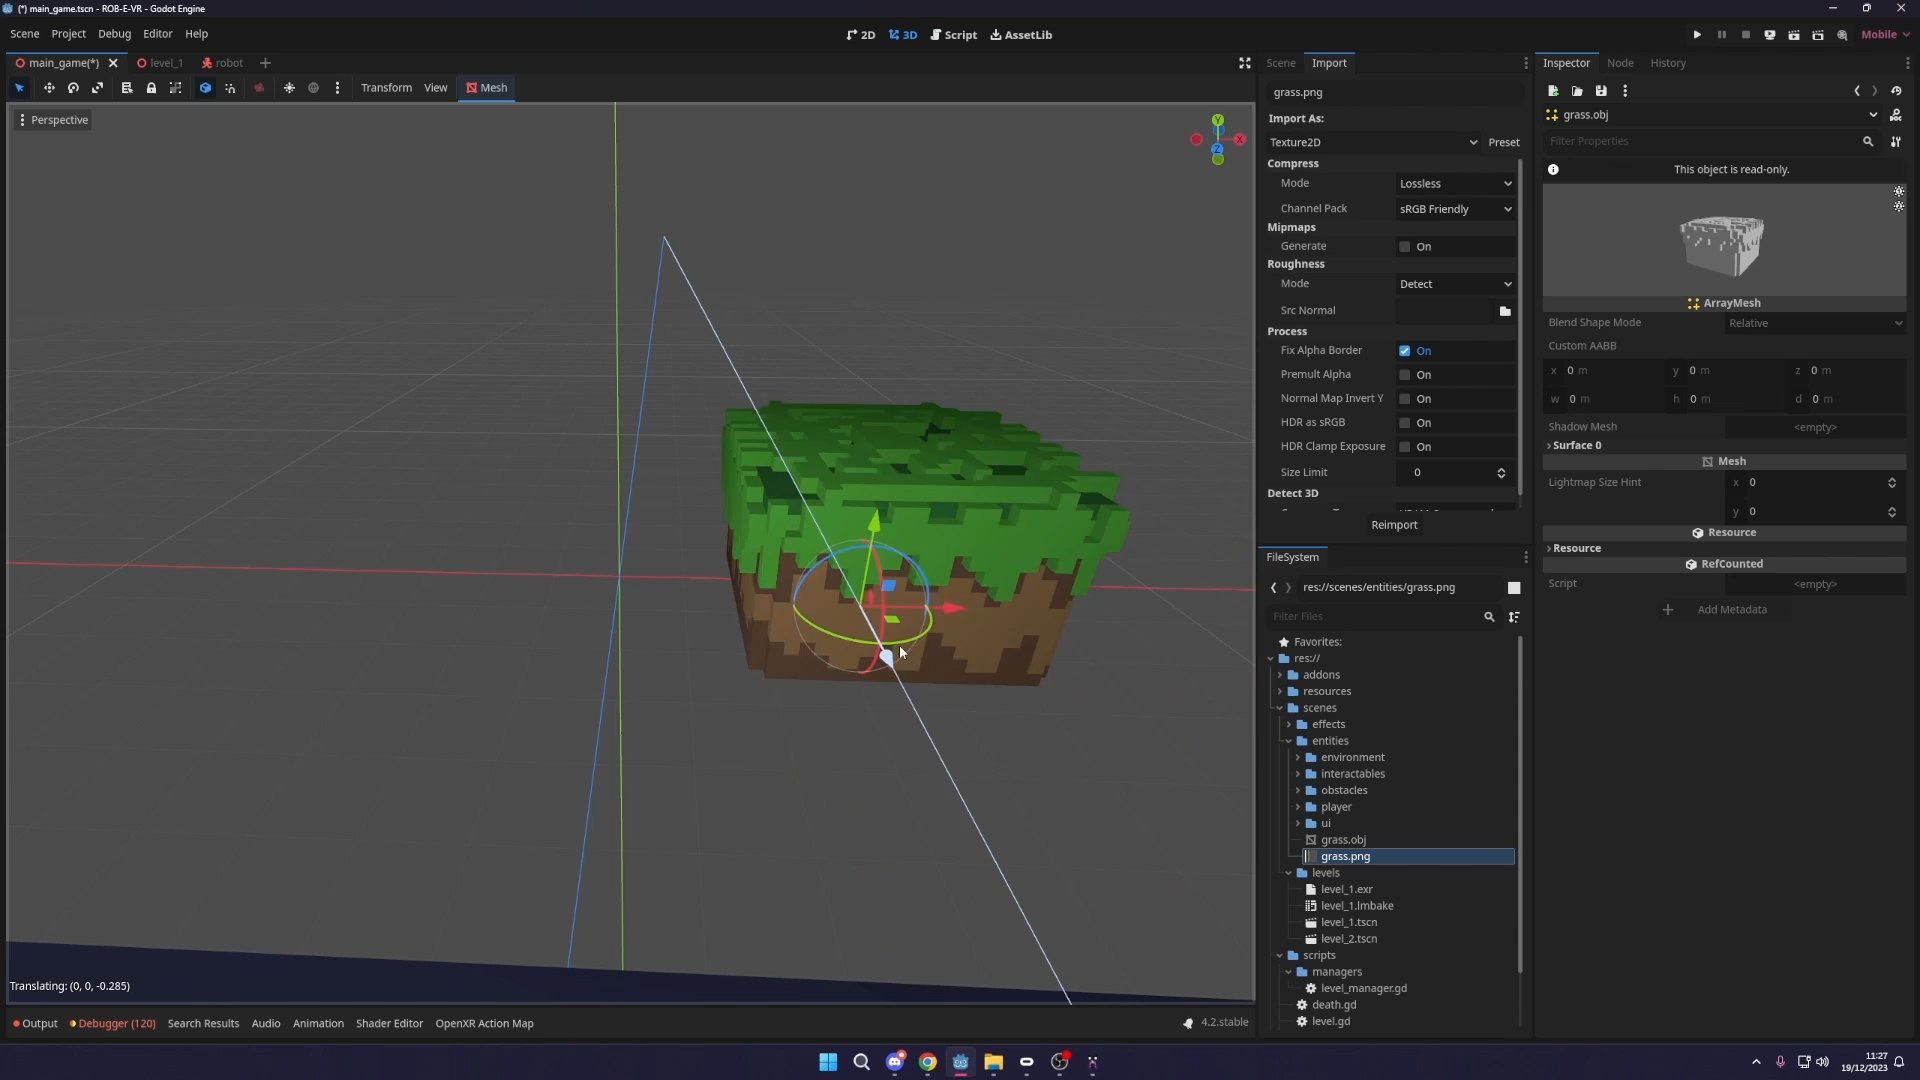 (*) main_game.tscn - ROB-E-VR - Godot Engine
Scene Project Debug Editor Help
2D 3D Script AssetLib
Mobile
main_game(*) level_1 robot
Transform View Mesh
Perspective
Y
X
Z
Translating: (0, 0, -0.285)
Output Debugger (120) Search Results Audio Animation Shader Editor OpenXR Action Map
4.2.stable
Scene Import
grass.png
Import As:
Texture2D Preset
Compress
Mode Lossless
Channel Pack sRGB Friendly
Mipmaps
Generate On
Roughness
Mode Detect
Src Normal
Process
Fix Alpha Border On
Premult Alpha On
Normal Map Invert Y On
HDR as sRGB On
HDR Clamp Exposure On
Size Limit 0
Detect 3D
Reimport
FileSystem
res://scenes/entities/grass.png
Filter Files
Favorites:
res://
addons
resources
scenes
effects
entities
environment
interactables
obstacles
player
ui
grass.obj
grass.png
levels
level_1.exr
level_1.lmbake
level_1.tscn
level_2.tscn
scripts
managers
level_manager.gd
death.gd
level.gd
Inspector Node History
grass.obj
Filter Properties
This object is read-only.
ArrayMesh
Blend Shape Mode Relative
Custom AABB
x 0 m y 0 m z 0 m
w 0 m h 0 m d 0 m
Shadow Mesh <empty>
Surface 0
Mesh
Lightmap Size Hint x 0
y 0
Resource
Resource
RefCounted
Script <empty>
Add Metadata
11:27
19/12/2023